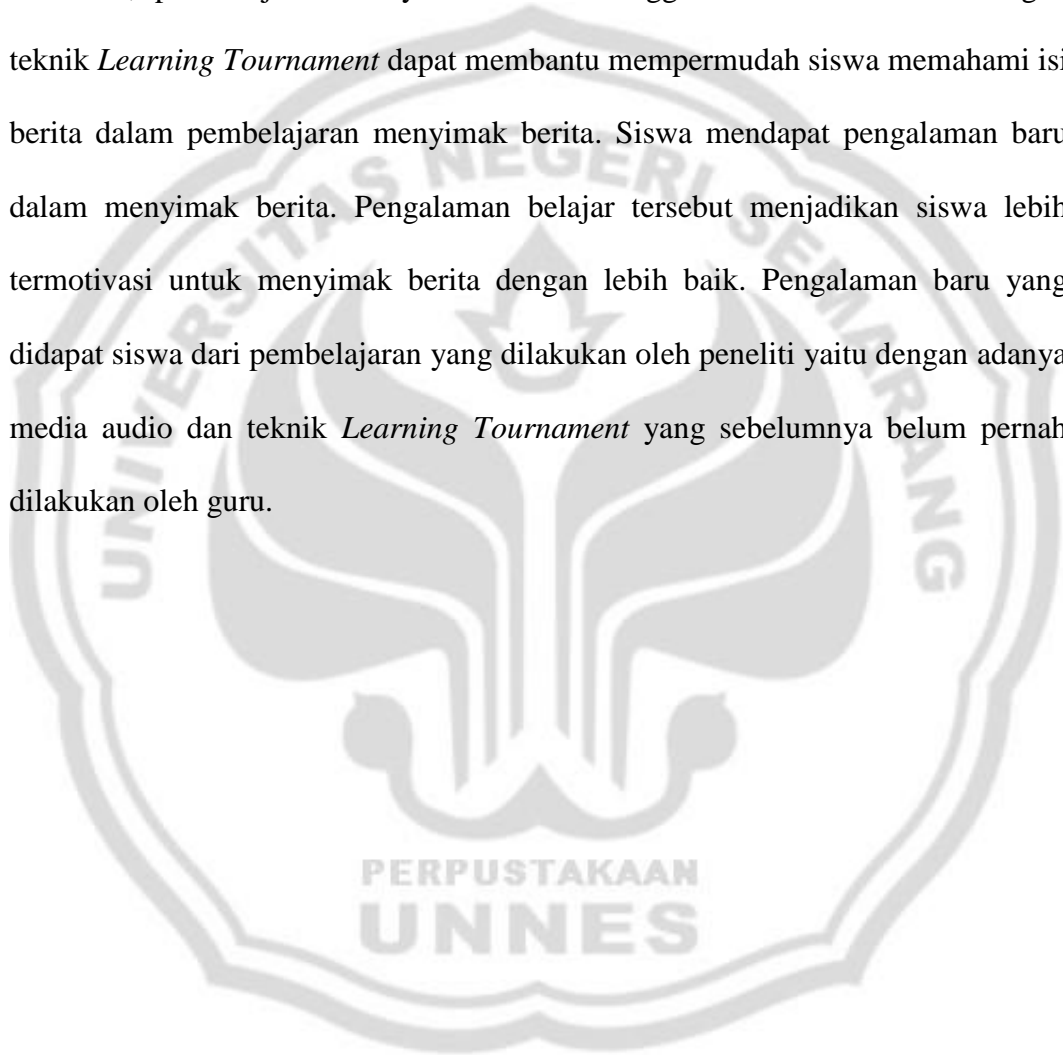 teknik Learning Tournament dapat membantu mempermudah siswa memahami isi
berita dalam pembelajaran menyimak berita. Siswa mendapat pengalaman baru
dalam menyimak berita. Pengalaman belajar tersebut menjadikan siswa lebih
termotivasi untuk menyimak berita dengan lebih baik. Pengalaman baru yang
didapat siswa dari pembelajaran yang dilakukan oleh peneliti yaitu dengan adanya
media audio dan teknik Learning Tournament yang sebelumnya belum pernah
dilakukan oleh guru.
UNIVERSITAS NEGERI SEMARANG
PERPUSTAKAAN
UNNES